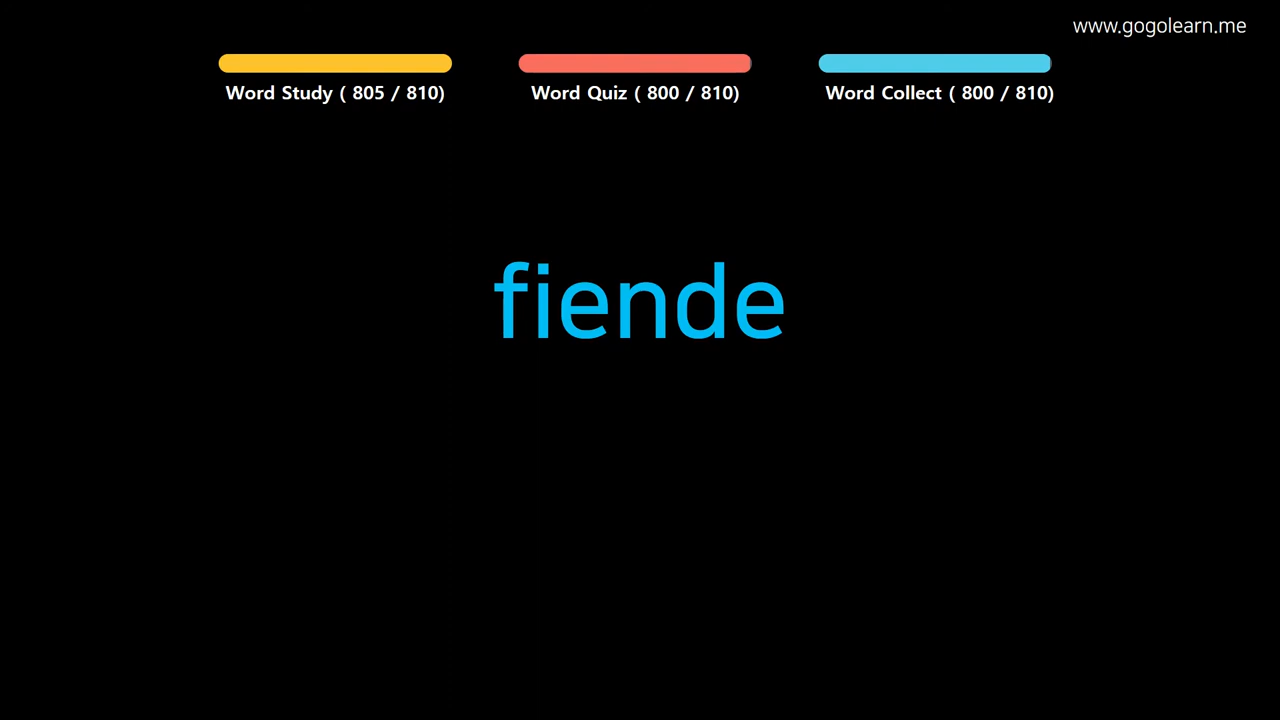 www.gogolearn.me
Word Study ( 805 / 810)
Word Quiz ( 800 / 810)
Word Collect ( 800 / 810)
fiende